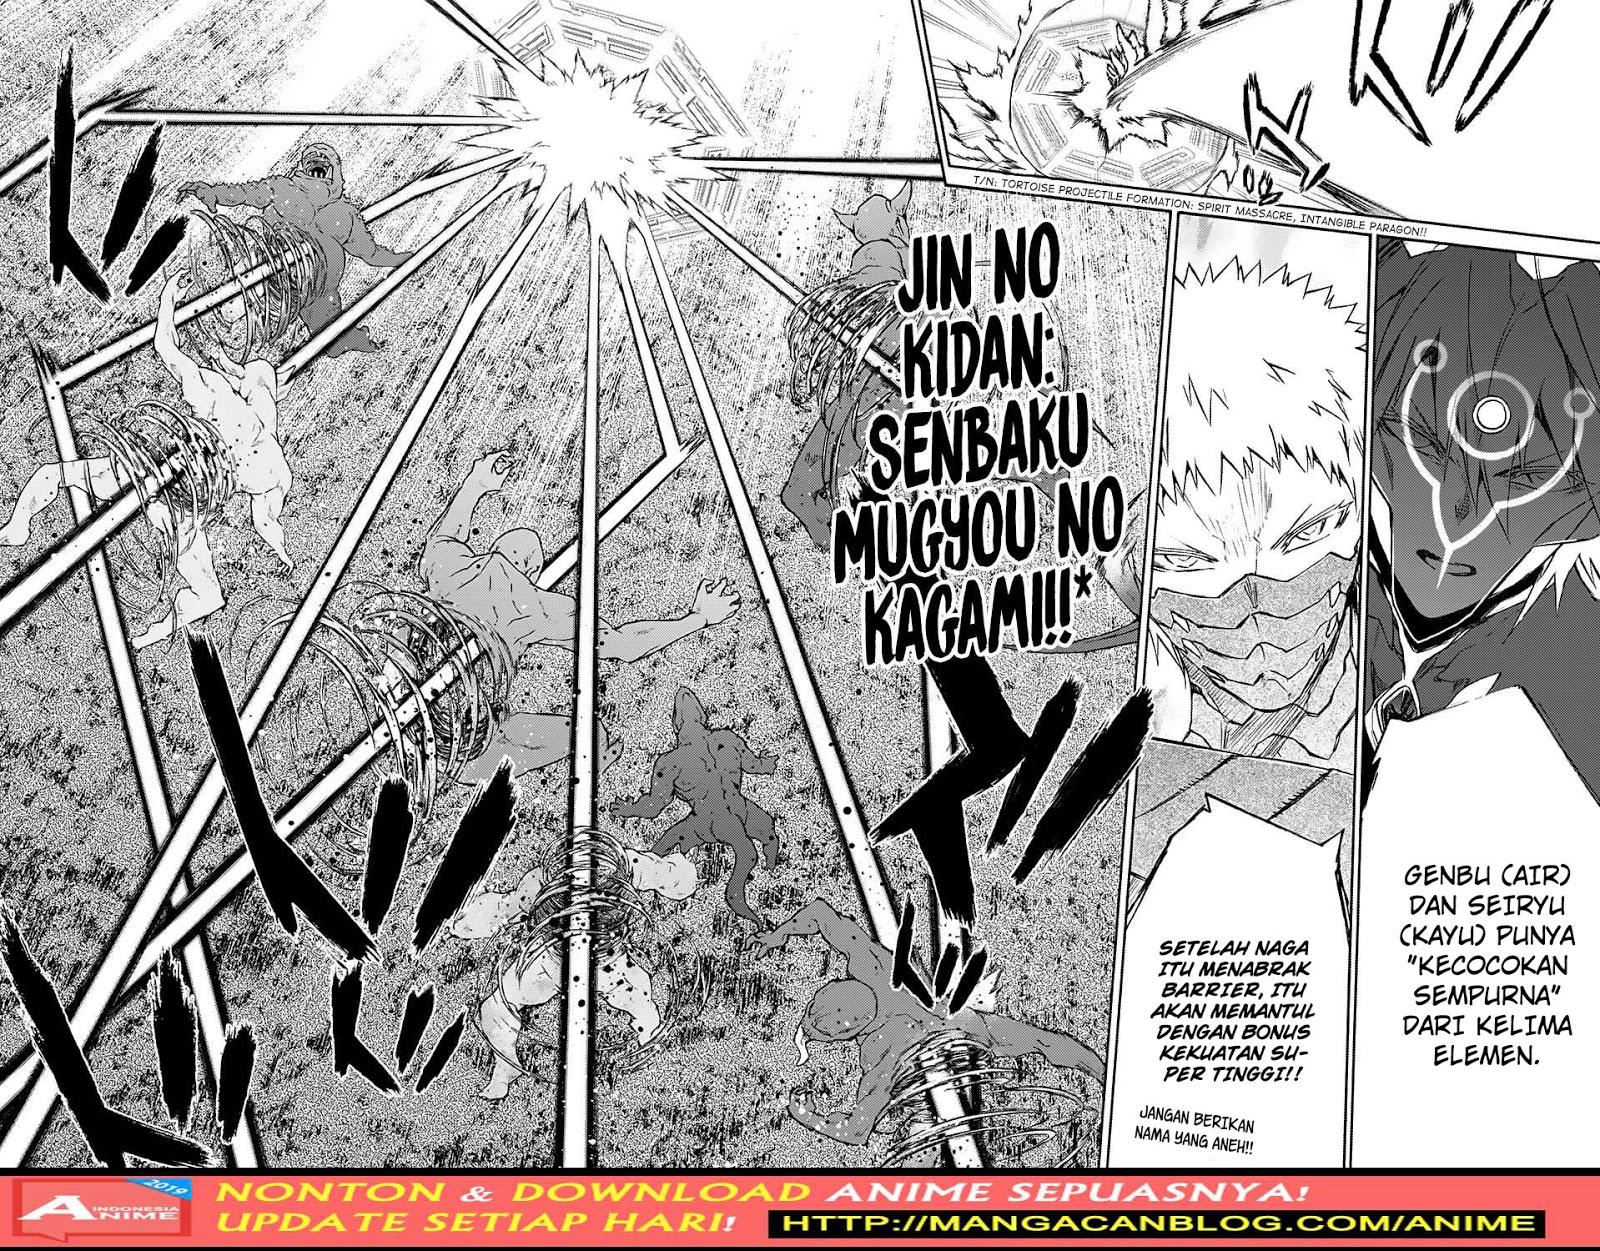 T/N: TORTOISE PROJECTILE FORMATION: SPIRIT MASSACRE, INTANGIBLE PARAGON!!
GENBU (AIR)
DAN SEIRYU
(KAYU) PUNYA
"KECOCOKAN
SEMPURNA"
DARI KELIMA
ELEMEN.
SETELAH NAGA
ITU MENABRAK
BARRIER, ITU
AKAN MEMANTUL
DENGAN BONUS
KEKUATAN SU-
PER TINGGI!!
JANGAN BERIKAN
NAMA YANG ANEH!!
JIN NO
KIDAN:
SENBAKU
MUGYOU NO
KAGAMI!!!*
2019
INDONESIA
ANIME
NONTON & DOWNLOAD ANIME SEPUASNYA!
UPDATE SETIAP HARI! HTTP://MANGACANBLOG.COM/ANIME